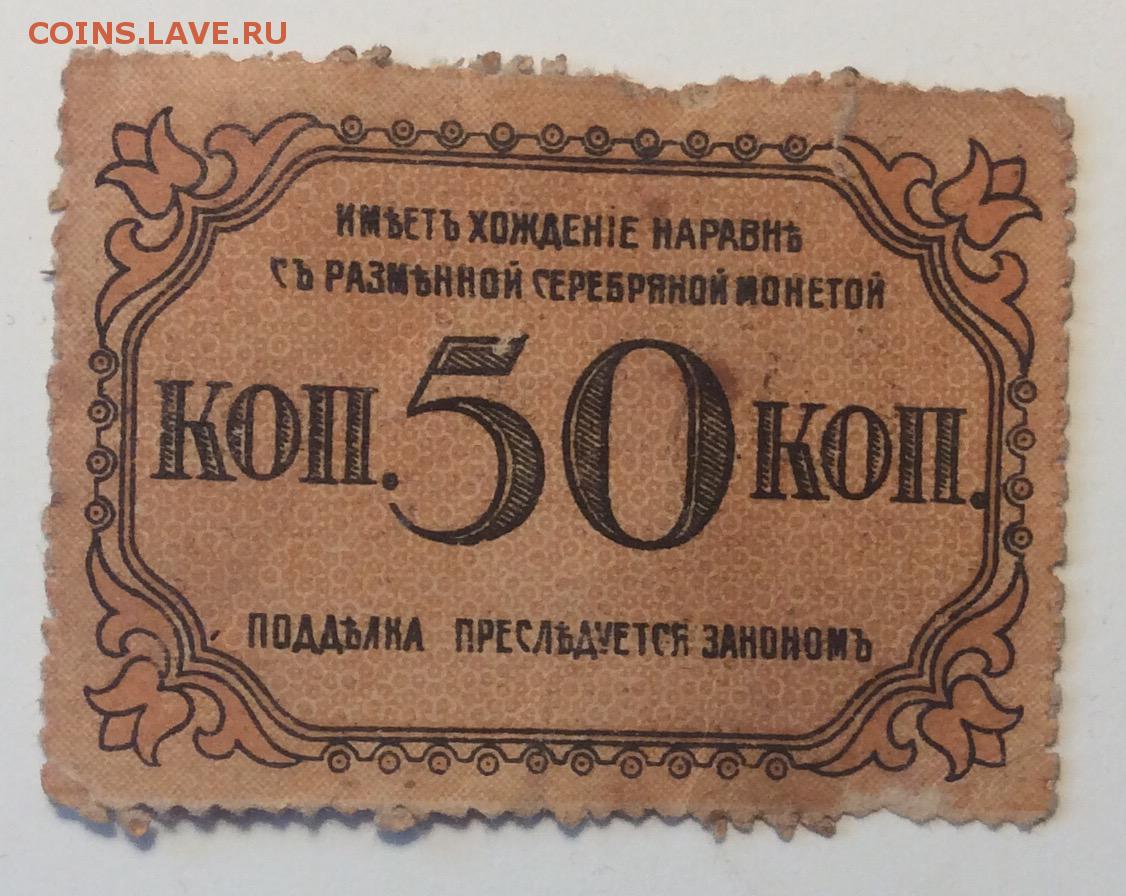 COINS.LAVE.RU
ИМѢЕТЪ ХОЖДЕНІЕ НАРАВНѢ
СЪ РАЗМѢННОЙ СЕРЕБРЯНОЙ МОНЕТОЙ
КОП. 50 КОП.
ПОДДѢЛКА ПРЕСЛѢДУЕТСЯ ЗАКОНОМЪ